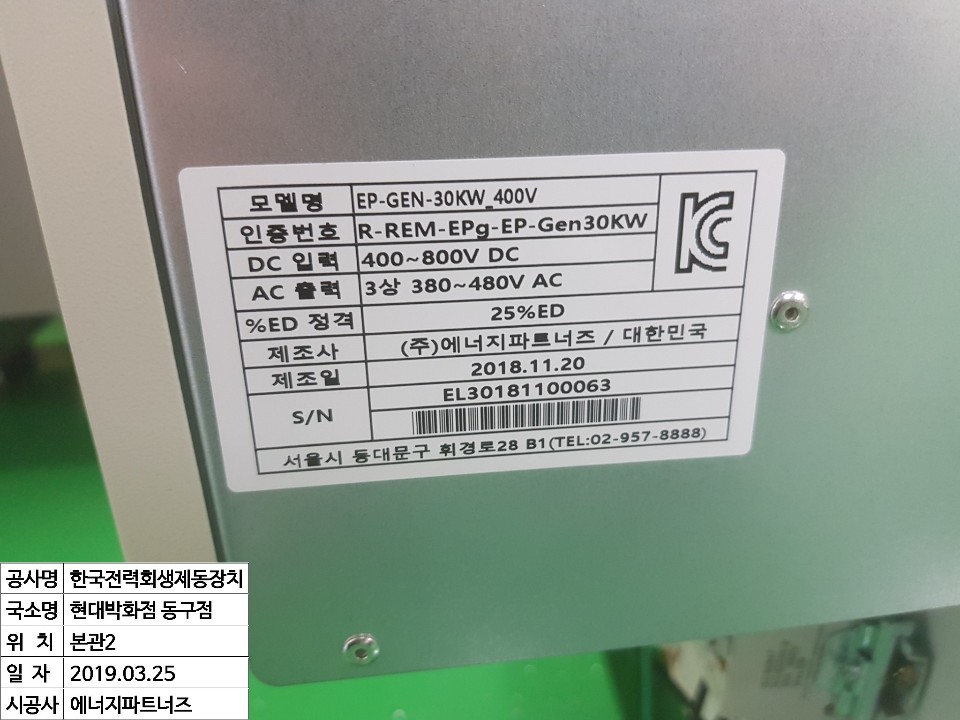 모델명 EP-GEN-30KW_400V
인증번호 R-REM-EPg-EP-Gen30KW
DC 입력 400~800V DC
AC 출력 3상 380~480V AC
%ED 정격 25%ED
제조사 (주)에너지파트너즈 / 대한민국
제조일 2018.11.20
S/N EL30181100063
서울시 동대문구 휘경로28 B1(TEL:02-957-8888)
공사명 한국전력회생제동장치
국소명 현대박화점 동구점
위 치 본관2
일 자 2019.03.25
시공사 에너지파트너즈